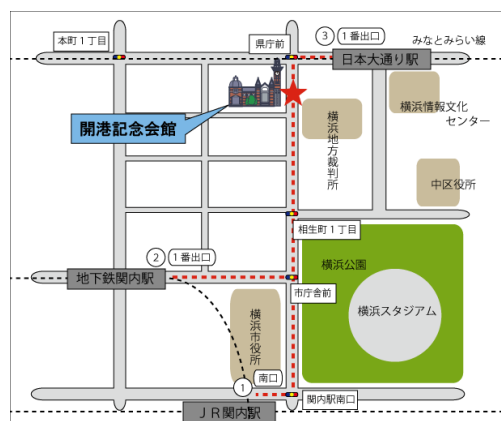 本町1丁目
県庁前
③
1番出口
みなとみらい線
日本大通り駅
開港記念会館
横浜地方裁判所
横浜情報文化
センター
中区役所
相生町1丁目
②
1番出口
地下鉄関内駅
市庁舎前
横浜公園
横浜スタジアム
横浜市役所
①
南口
関内駅南口
JR関内駅